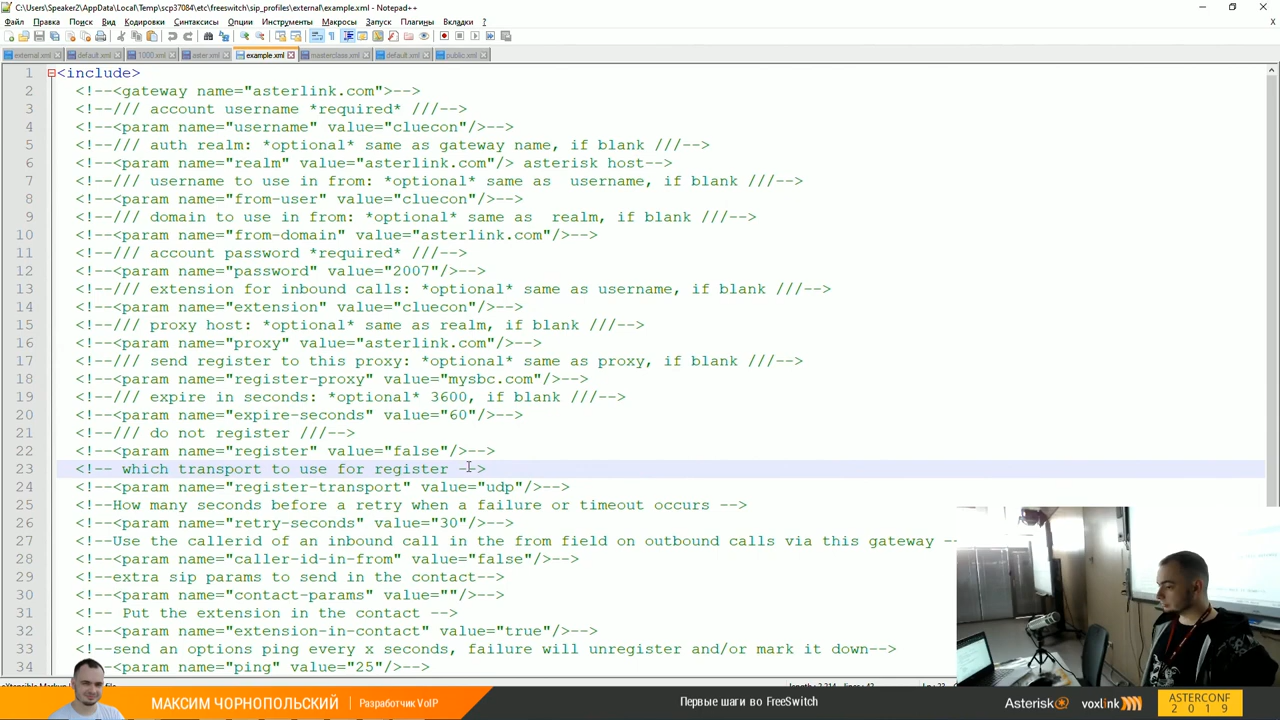 C:\Users\Speaker2\AppData\Local\Temp\scp37084\etc\freeswitch\sip_profiles\external\example.xml - Notepad++
Файл Правка Поиск Вид Кодировки Синтаксисы Опции Инструменты Макросы Запуск Плагины Вкладки ?
external.xml default.xml 1000.xml aster.xml example.xml masterclass.xml default.xml public.xml
1 <include>
2 <!--<gateway name="asterlink.com">-->
3 <!--/// account username *required* ///-->
4 <!--<param name="username" value="cluecon"/>-->
5 <!--/// auth realm: *optional* same as gateway name, if blank ///-->
6 <!--<param name="realm" value="asterlink.com"/> asterisk host-->
7 <!--/// username to use in from: *optional* same as  username, if blank ///-->
8 <!--<param name="from-user" value="cluecon"/>-->
9 <!--/// domain to use in from: *optional* same as  realm, if blank ///-->
10 <!--<param name="from-domain" value="asterlink.com"/>-->
11 <!--/// account password *required* ///-->
12 <!--<param name="password" value="2007"/>-->
13 <!--/// extension for inbound calls: *optional* same as username, if blank ///-->
14 <!--<param name="extension" value="cluecon"/>-->
15 <!--/// proxy host: *optional* same as realm, if blank ///-->
16 <!--<param name="proxy" value="asterlink.com"/>-->
17 <!--/// send register to this proxy: *optional* same as proxy, if blank ///-->
18 <!--<param name="register-proxy" value="mysbc.com"/>-->
19 <!--/// expire in seconds: *optional* 3600, if blank ///-->
20 <!--<param name="expire-seconds" value="60"/>-->
21 <!--/// do not register ///-->
22 <!--<param name="register" value="false"/>-->
23 <!-- which transport to use for register -->
24 <!--<param name="register-transport" value="udp"/>-->
25 <!--How many seconds before a retry when a failure or timeout occurs -->
26 <!--<param name="retry-seconds" value="30"/>-->
27 <!--Use the callerid of an inbound call in the from field on outbound calls via this gateway --
28 <!--<param name="caller-id-in-from" value="false"/>-->
29 <!--extra sip params to send in the contact-->
30 <!--<param name="contact-params" value=""/>-->
31 <!-- Put the extension in the contact -->
32 <!--<param name="extension-in-contact" value="true"/>-->
33 <!--send an options ping every x seconds, failure will unregister and/or mark it down-->
34 <param name="ping" value="25"/>-->
МАКСИМ ЧОРНОПОЛЬСКИЙ
Разработчик VoIP
Первые шаги во FreeSwitch
Asterisk
voxlink
ASTERCONF
2019